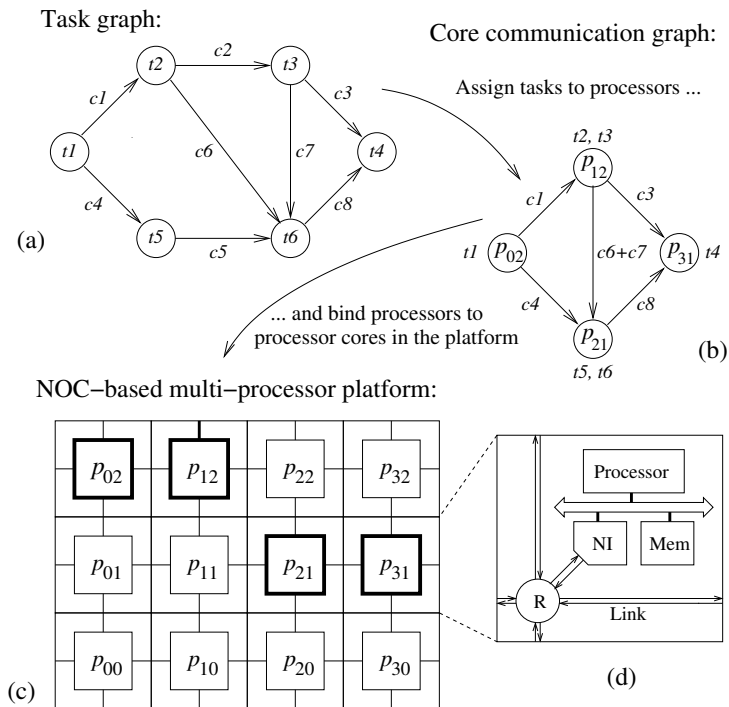 Task graph:
Core communication graph:
t2
c2
t3
c1
c3
Assign tasks to processors ...
t1
c6
c7
t4
c4
c8
t5
c5
t6
(a)
t2, t3
p12
c1
c3
t1
p02
c6+c7
p31
t4
c4
c8
p21
t5, t6
(b)
... and bind processors to
processor cores in the platform
NOC−based multi−processor platform:
p02
p12
p22
p32
p01
p11
p21
p31
p00
p10
p20
p30
(c)
Processor
NI
Mem
R
Link
(d)